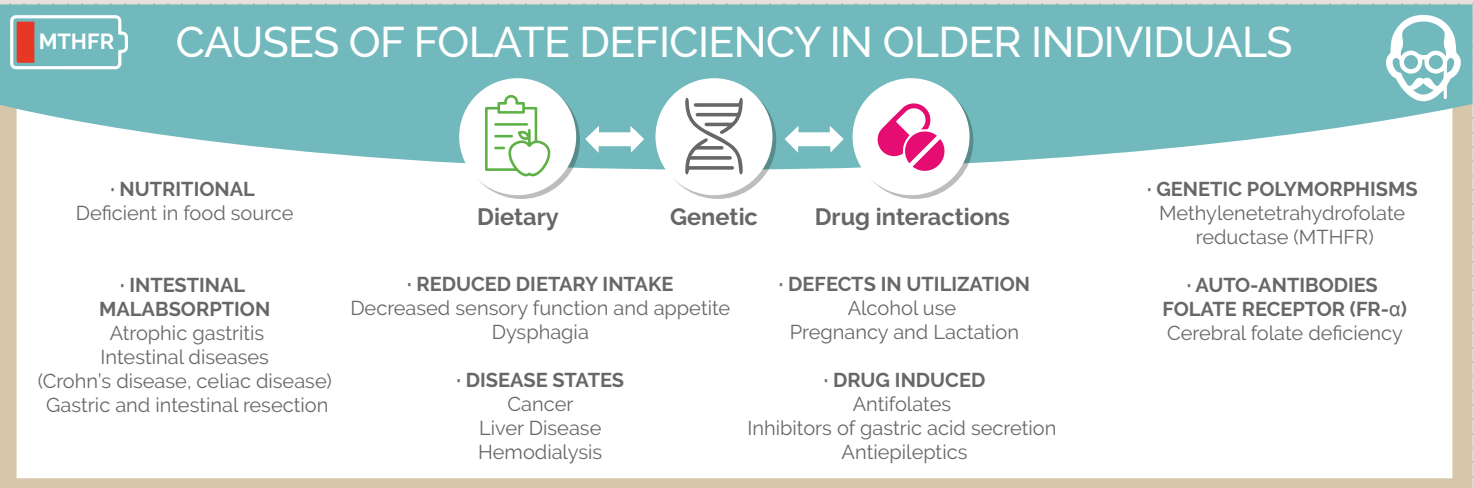 MTHFR
CAUSES OF FOLATE DEFICIENCY IN OLDER INDIVIDUALS
Dietary
Genetic
Drug interactions
· NUTRITIONAL
Deficient in food source
· INTESTINAL
MALABSORPTION
Atrophic gastritis
Intestinal diseases
(Crohn's disease, celiac disease)
Gastric and intestinal resection
· REDUCED DIETARY INTAKE
Decreased sensory function and appetite
Dysphagia
· DISEASE STATES
Cancer
Liver Disease
Hemodialysis
· DEFECTS IN UTILIZATION
Alcohol use
Pregnancy and Lactation
· DRUG INDUCED
Antifolates
Inhibitors of gastric acid secretion
Antiepileptics
· GENETIC POLYMORPHISMS
Methylenetetrahydrofolate
reductase (MTHFR)
· AUTO-ANTIBODIES
FOLATE RECEPTOR (FR-α)
Cerebral folate deficiency